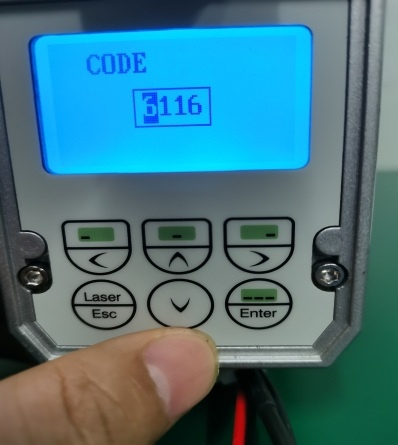 CODE
3116
Laser
Esc
Enter